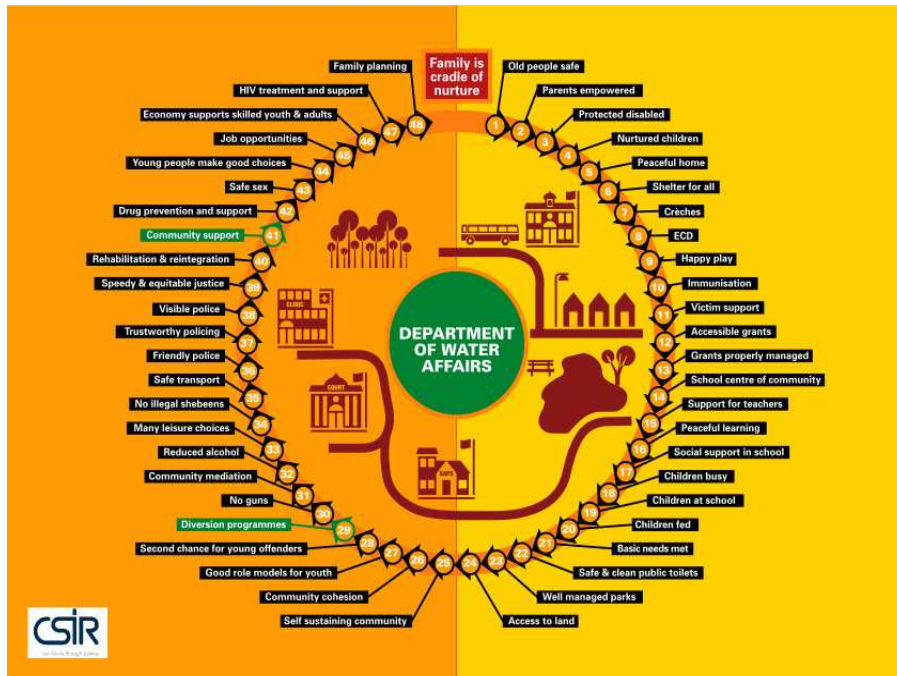 Family is
cradle of
nurture
Old people safe
1
Parents empowered
2
Protected disabled
3
Nurtured children
4
Peaceful home
5
Shelter for all
6
Crèches
7
ECD
8
Happy play
9
Immunisation
10
Victim support
11
Accessible grants
12
Grants properly managed
13
School centre of community
14
Support for teachers
15
Peaceful learning
16
Social support in school
17
Children busy
18
Children at school
19
Children fed
20
Basic needs met
21
Safe & clean public toilets
22
Well managed parks
23
Access to land
24
Self sustaining community
25
Community cohesion
26
Good role models for youth
27
Second chance for young offenders
28
Diversion programmes
29
No guns
30
Community mediation
31
Reduced alcohol
32
Many leisure choices
33
No illegal shebeens
34
Safe transport
35
Friendly police
36
Trustworthy policing
37
Visible police
38
Speedy & equitable justice
39
Rehabilitation & reintegration
40
Community support
41
Drug prevention and support
42
Safe sex
43
Young people make good choices
44
Job opportunities
45
Economy supports skilled youth & adults
46
HIV treatment and support
47
Family planning
48
DEPARTMENT
OF WATER
AFFAIRS
CLINIC
COURT
SAPS
CSIR
our future through science